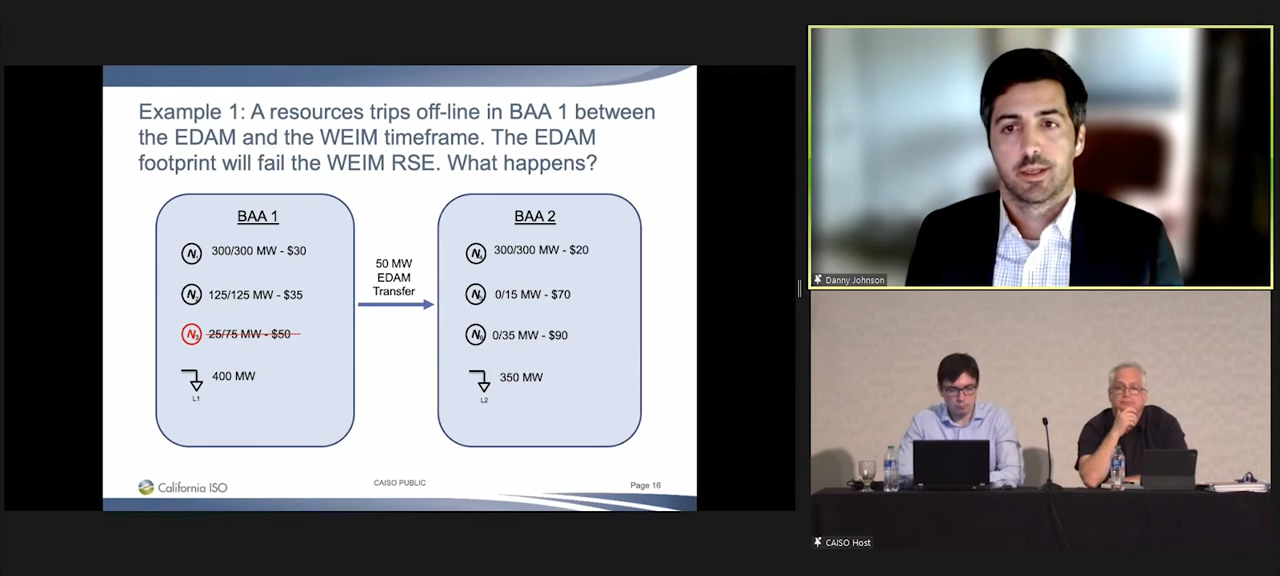 Example 1: A resources trips off-line in BAA 1 between
the EDAM and the WEIM timeframe. The EDAM
footprint will fail the WEIM RSE. What happens?
BAA 1
N 300/300 MW - $30
N 125/125 MW - $35
N 25/75 MW - $50
400 MW
L1
50 MW
EDAM
Transfer
BAA 2
N 300/300 MW - $20
N 0/15 MW - $70
N 0/35 MW - $90
350 MW
L2
California ISO
CAISO PUBLIC
Page 16
Danny Johnson
CAISO Host